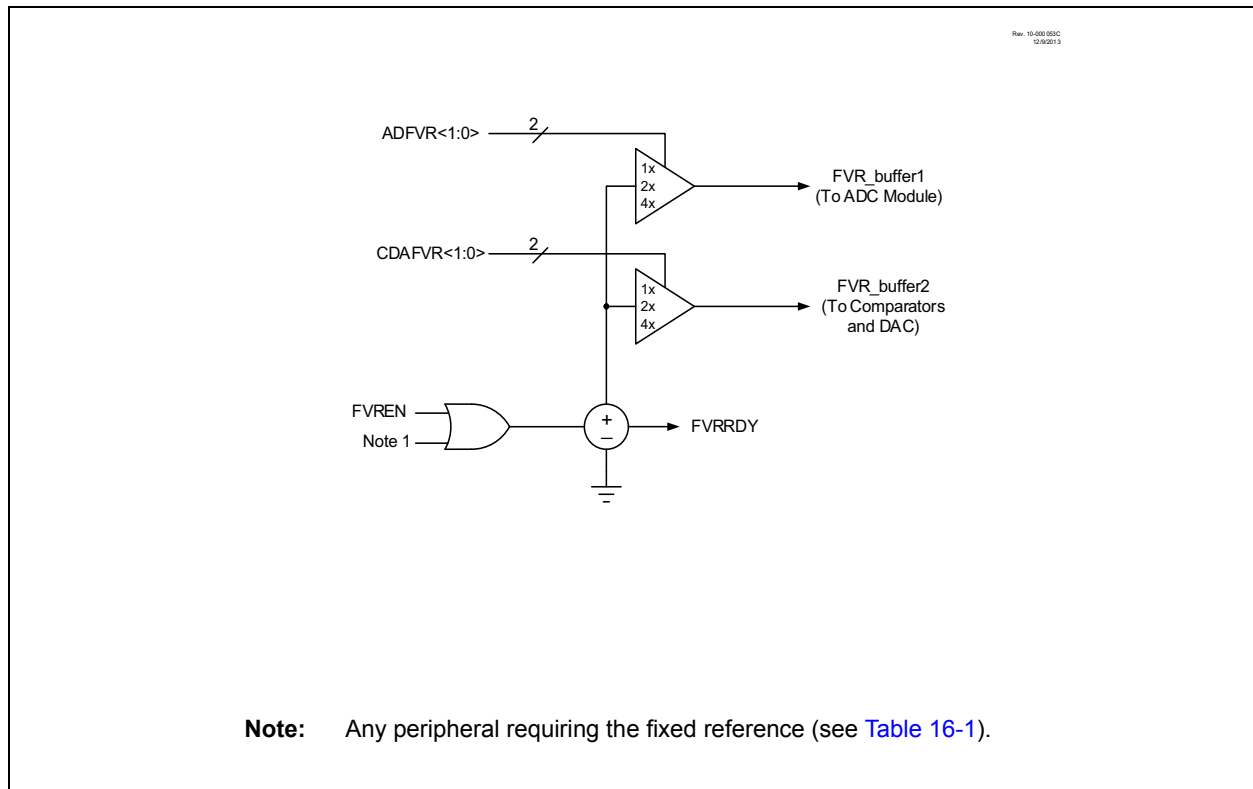 Rev. 10-000 053C
12/9/2013
ADFVR<1:0>
2
1x
2x
4x
FVR_buffer1
(To ADC Module)
CDAFVR<1:0>
2
1x
2x
4x
FVR_buffer2
(To Comparators
and DAC)
FVREN
Note 1
+
–
FVRRDY
Note: Any peripheral requiring the fixed reference (see Table 16-1).